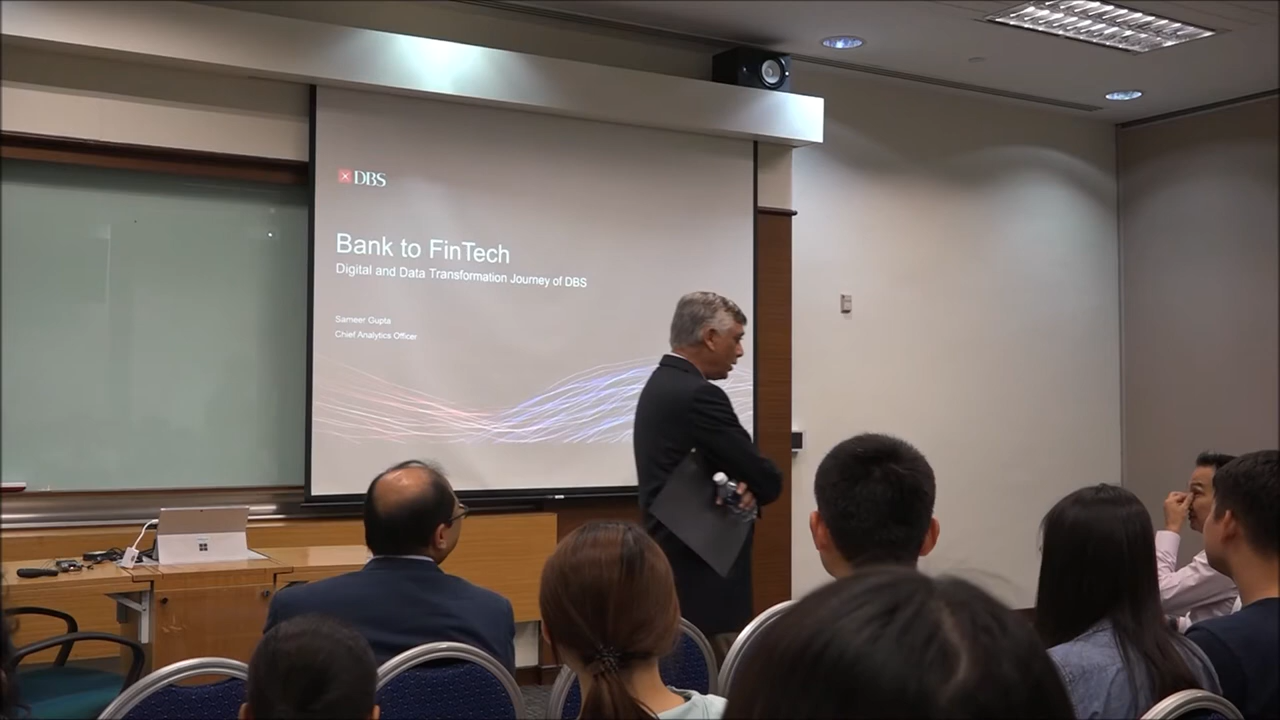 DBS
Bank to FinTech
Digital and Data Transformation Journey of DBS
Sameer Gupta
Chief Analytics Officer